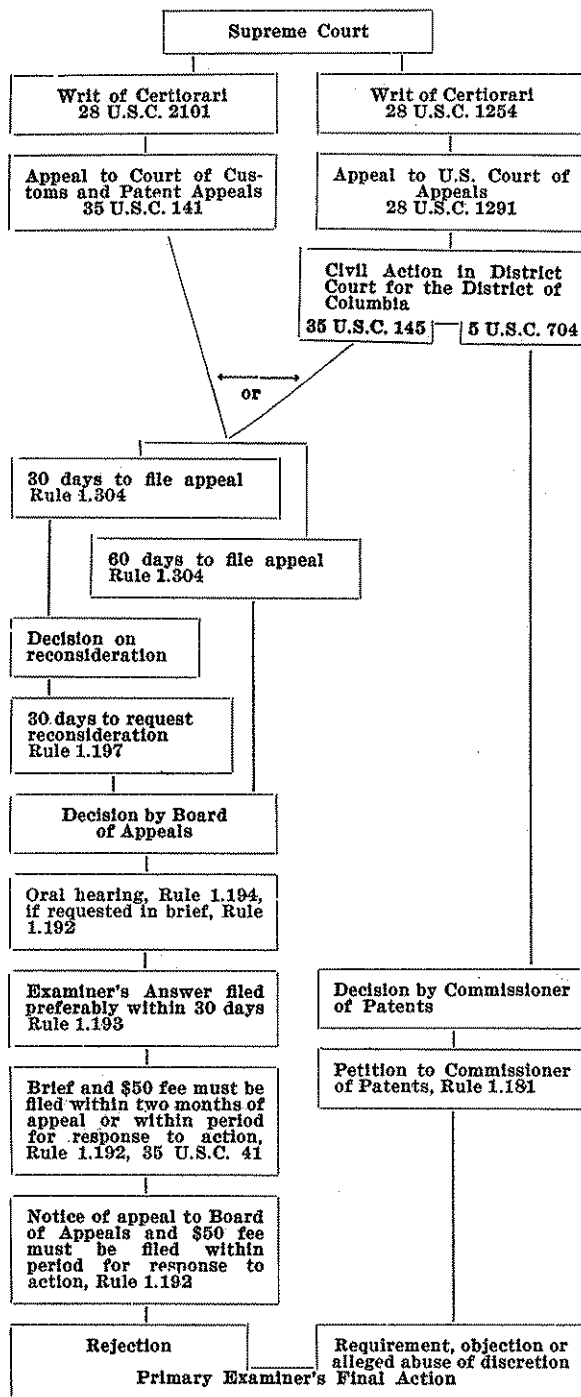 Supreme Court
Writ of Certiorari
28 U.S.C. 2101
Writ of Certiorari
28 U.S.C. 1254
Appeal to Court of Cus-
toms and Patent Appeals
35 U.S.C. 141
Appeal to U.S. Court of
Appeals
28 U.S.C. 1291
Civil Action in District
Court for the District of
Columbia
35 U.S.C. 145
5 U.S.C. 704
or
30 days to file appeal
Rule 1.304
60 days to file appeal
Rule 1.304
Decision on
reconsideration
30 days to request
reconsideration
Rule 1.197
Decision by Board
of Appeals
Oral hearing, Rule 1.194,
if requested in brief, Rule
1.192
Examiner's Answer filed
preferably within 30 days
Rule 1.193
Decision by Commissioner
of Patents
Petition to Commissioner
of Patents, Rule 1.181
Brief and $50 fee must be
filed within two months of
appeal or within period
for response to action,
Rule 1.192, 35 U.S.C. 41
Notice of appeal to Board
of Appeals and $50 fee
must be filed within
period for response to
action, Rule 1.192
Rejection
Requirement, objection or
alleged abuse of discretion
Primary Examiner's Final Action